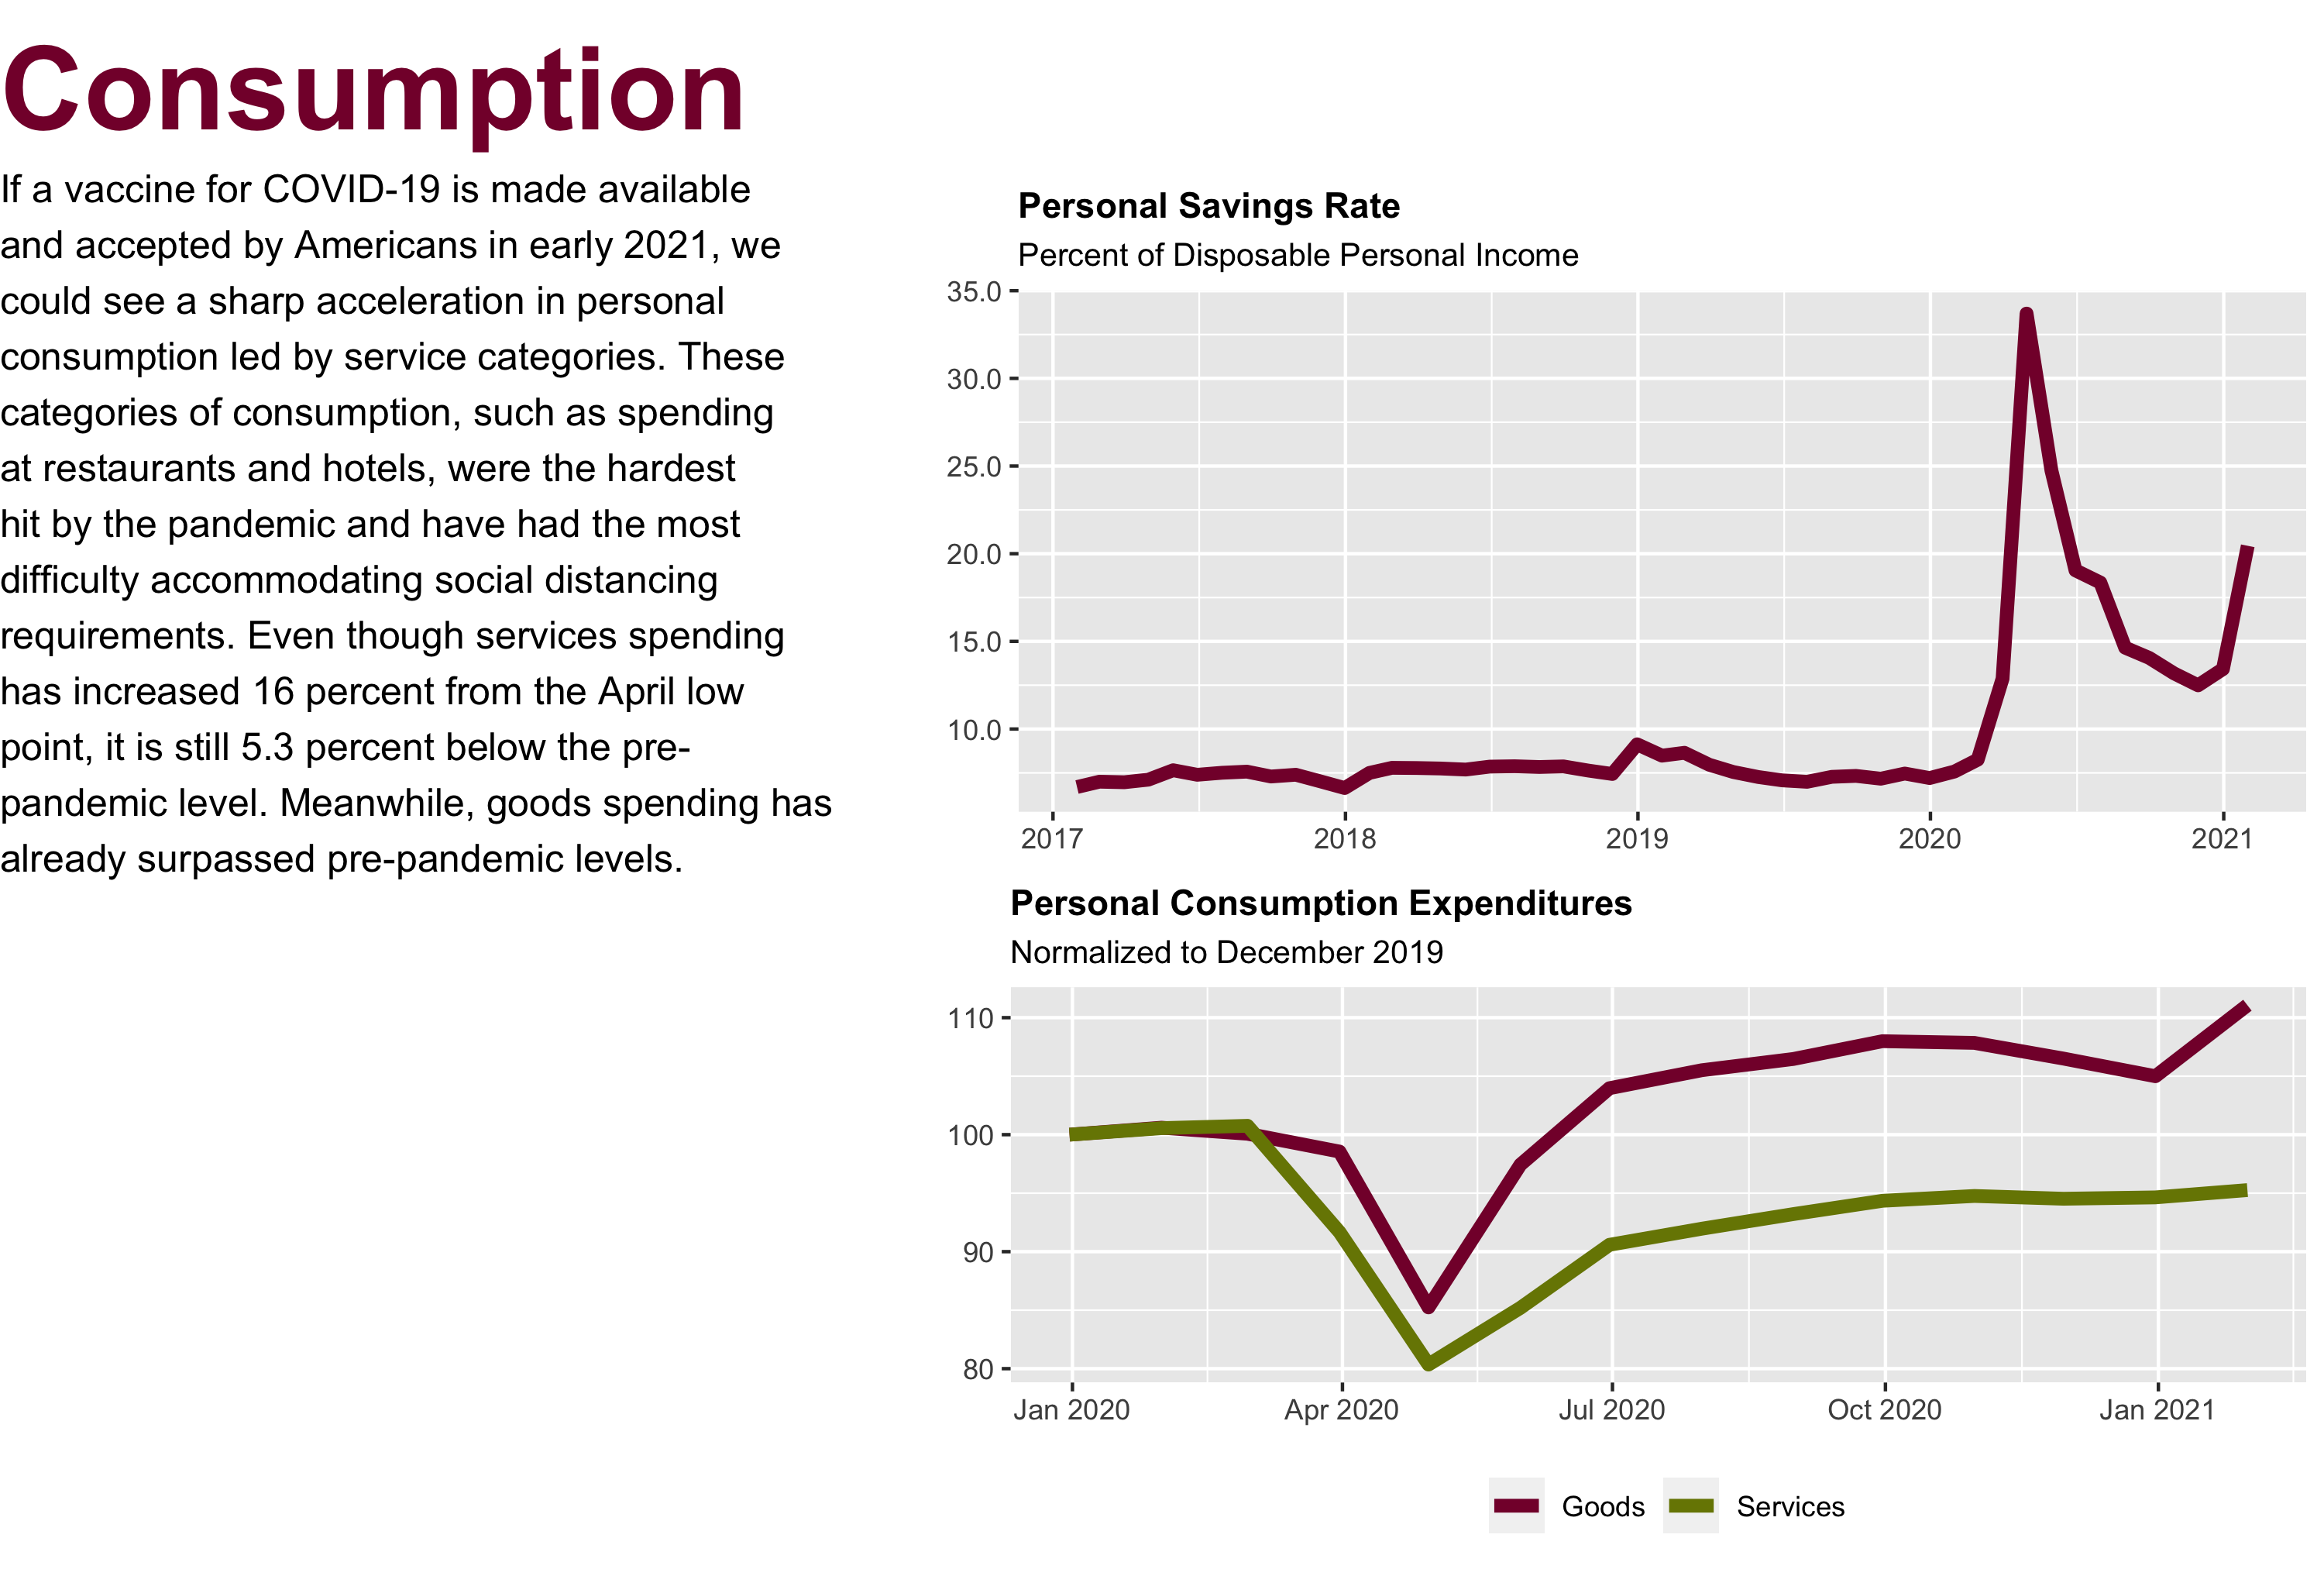 Consumption
If a vaccine for COVID-19 is made available
and accepted by Americans in early 2021, we
could see a sharp acceleration in personal
consumption led by service categories. These
categories of consumption, such as spending
at restaurants and hotels, were the hardest
hit by the pandemic and have had the most
difficulty accommodating social distancing
requirements. Even though services spending
has increased 16 percent from the April low
point, it is still 5.3 percent below the pre-
pandemic level. Meanwhile, goods spending has
already surpassed pre-pandemic levels.
Personal Savings Rate
Percent of Disposable Personal Income
35.0
30.0
25.0
20.0
15.0
10.0
2017 2018 2019 2020 2021
Personal Consumption Expenditures
Normalized to December 2019
110
100
90
80
Jan 2020 Apr 2020 Jul 2020 Oct 2020 Jan 2021
Goods Services